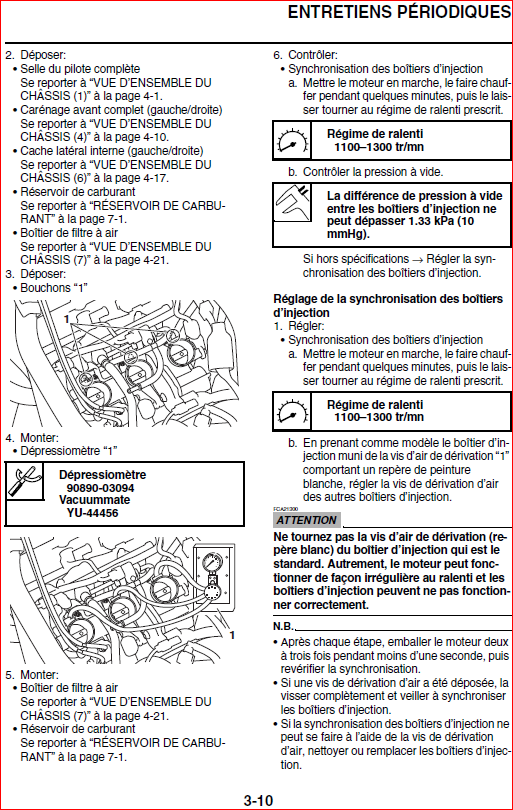 ENTRETIENS PÉRIODIQUES
2. Déposer:
• Selle du pilote complète
Se reporter à “VUE D’ENSEMBLE DU
CHÂSSIS (1)” à la page 4-1.
• Carénage avant complet (gauche/droite)
Se reporter à “VUE D’ENSEMBLE DU
CHÂSSIS (4)” à la page 4-10.
• Cache latéral interne (gauche/droite)
Se reporter à “VUE D’ENSEMBLE DU
CHÂSSIS (6)” à la page 4-17.
• Réservoir de carburant
Se reporter à “RÉSERVOIR DE CARBU-
RANT” à la page 7-1.
• Boîtier de filtre à air
Se reporter à “VUE D’ENSEMBLE DU
CHÂSSIS (7)” à la page 4-21.
3. Déposer:
• Bouchons “1”
1
4. Monter:
• Dépressiomètre “1”
Dépressiomètre
90890-03094
Vacuummate
YU-44456
1
5. Monter:
• Boîtier de filtre à air
Se reporter à “VUE D’ENSEMBLE DU
CHÂSSIS (7)” à la page 4-21.
• Réservoir de carburant
Se reporter à “RÉSERVOIR DE CARBU-
RANT” à la page 7-1.
6. Contrôler:
• Synchronisation des boîtiers d’injection
a. Mettre le moteur en marche, le faire chauf-
fer pendant quelques minutes, puis le lais-
ser tourner au régime de ralenti prescrit.
Régime de ralenti
1100–1300 tr/mn
b. Contrôler la pression à vide.
La différence de pression à vide
entre les boîtiers d’injection ne
peut dépasser 1.33 kPa (10
mmHg).
Si hors spécifications → Régler la syn-
chronisation des boîtiers d’injection.
Réglage de la synchronisation des boîtiers
d’injection
1. Régler:
• Synchronisation des boîtiers d’injection
a. Mettre le moteur en marche, le faire chauf-
fer pendant quelques minutes, puis le lais-
ser tourner au régime de ralenti prescrit.
Régime de ralenti
1100–1300 tr/mn
b. En prenant comme modèle le boîtier d’in-
jection muni de la vis d’air de dérivation “1”
comportant un repère de peinture
blanche, régler la vis de dérivation d’air
des autres boîtiers d’injection.
FCA21300
ATTENTION
Ne tournez pas la vis d’air de dérivation (re-
père blanc) du boîtier d’injection qui est le
standard. Autrement, le moteur peut fonc-
tionner de façon irrégulière au ralenti et les
boîtiers d’injection peuvent ne pas fonction-
ner correctement.
N.B.
• Après chaque étape, emballer le moteur deux
à trois fois pendant moins d’une seconde, puis
revérifier la synchronisation.
• Si une vis de dérivation d’air a été déposée, la
visser complètement et veiller à synchroniser
les boîtiers d’injection.
• Si la synchronisation des boîtiers d’injection ne
peut se faire à l’aide de la vis de dérivation
d’air, nettoyer ou remplacer les boîtiers d’injec-
tion.
3-10